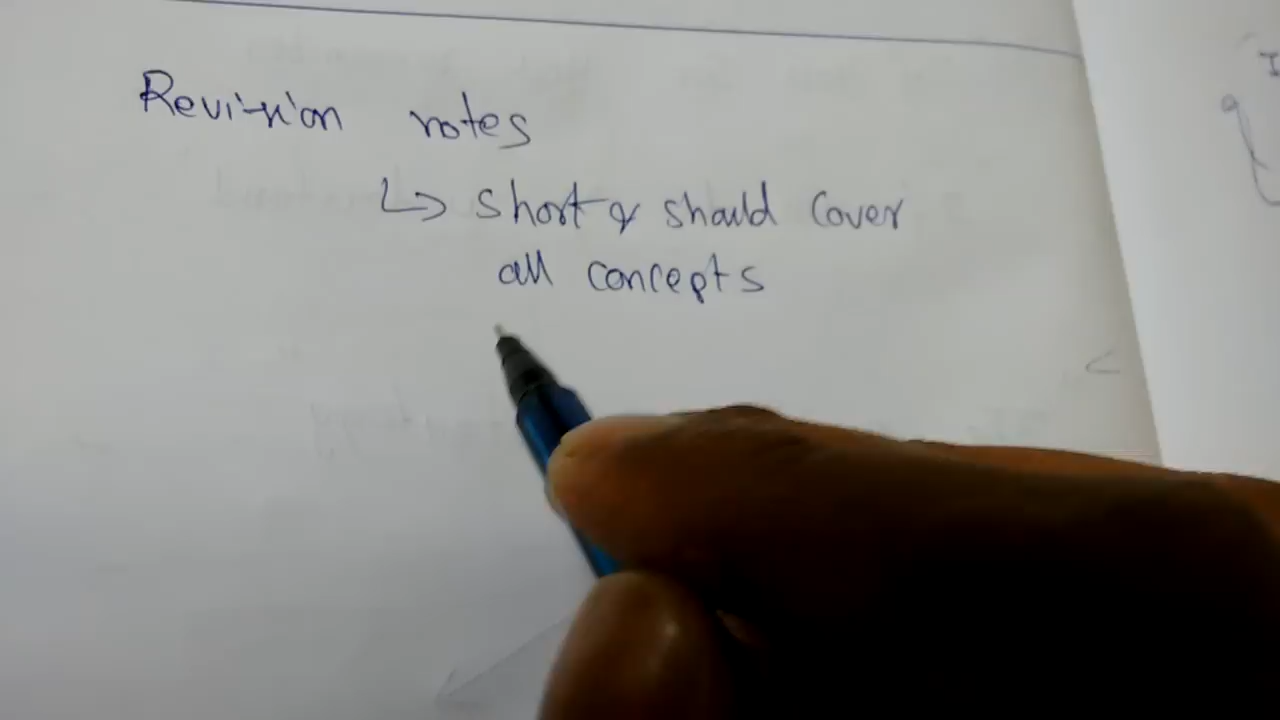 Revision notes
↳ Short & should cover
all concepts